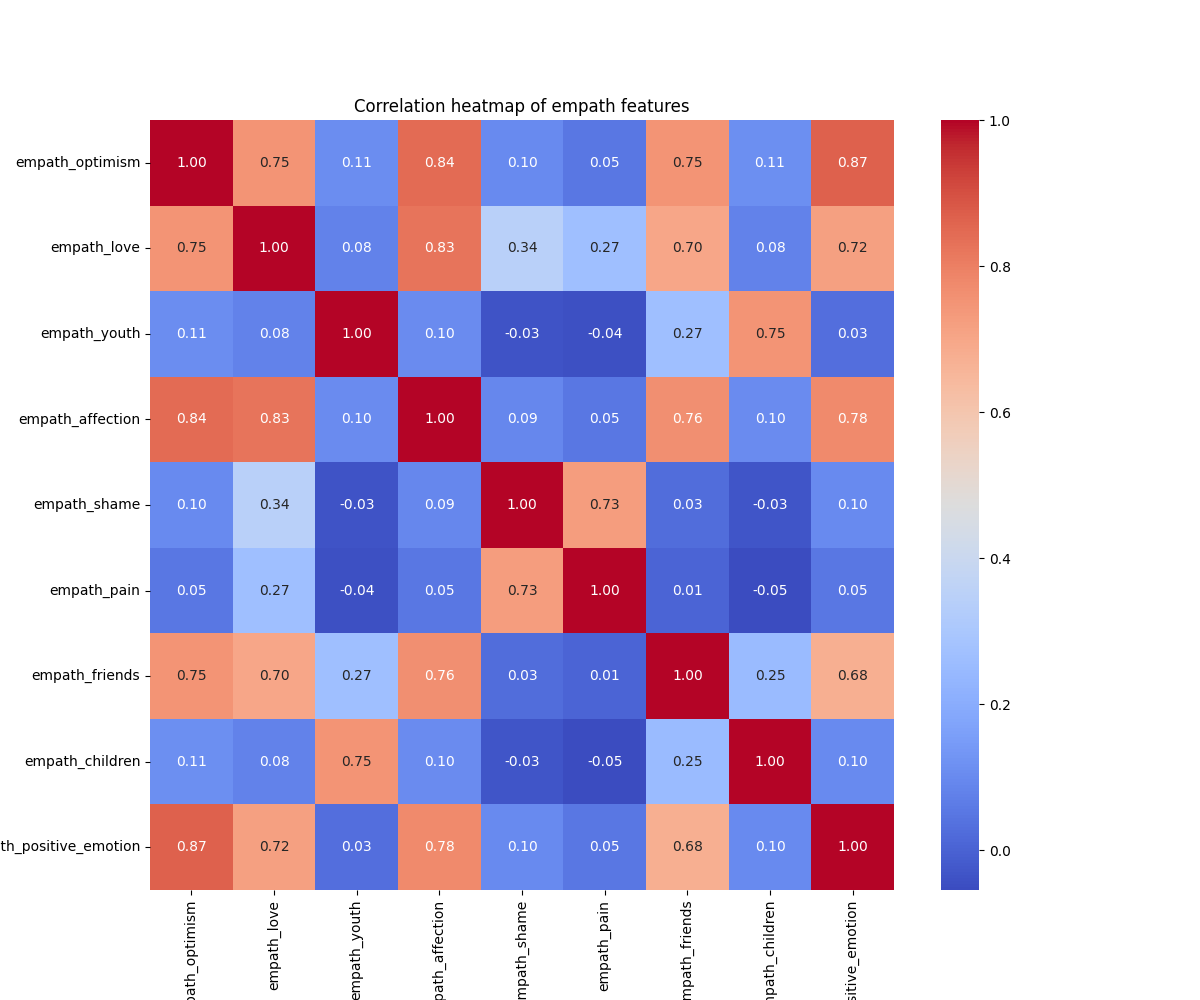 Correlation heatmap of empath features
empath_optimism 1.00 0.75 0.11 0.84 0.10 0.05 0.75 0.11 0.87
empath_love 0.75 1.00 0.08 0.83 0.34 0.27 0.70 0.08 0.72
empath_youth 0.11 0.08 1.00 0.10 -0.03 -0.04 0.27 0.75 0.03
empath_affection 0.84 0.83 0.10 1.00 0.09 0.05 0.76 0.10 0.78
empath_shame 0.10 0.34 -0.03 0.09 1.00 0.73 0.03 -0.03 0.10
empath_pain 0.05 0.27 -0.04 0.05 0.73 1.00 0.01 -0.05 0.05
empath_friends 0.75 0.70 0.27 0.76 0.03 0.01 1.00 0.25 0.68
empath_children 0.11 0.08 0.75 0.10 -0.03 -0.05 0.25 1.00 0.10
th_positive_emotion 0.87 0.72 0.03 0.78 0.10 0.05 0.68 0.10 1.00
path_optimism
empath_love
empath_youth
path_affection
mpath_shame
empath_pain
mpath_friends
npath_children
sitive_emotion
1.0
0.8
0.6
0.4
0.2
0.0